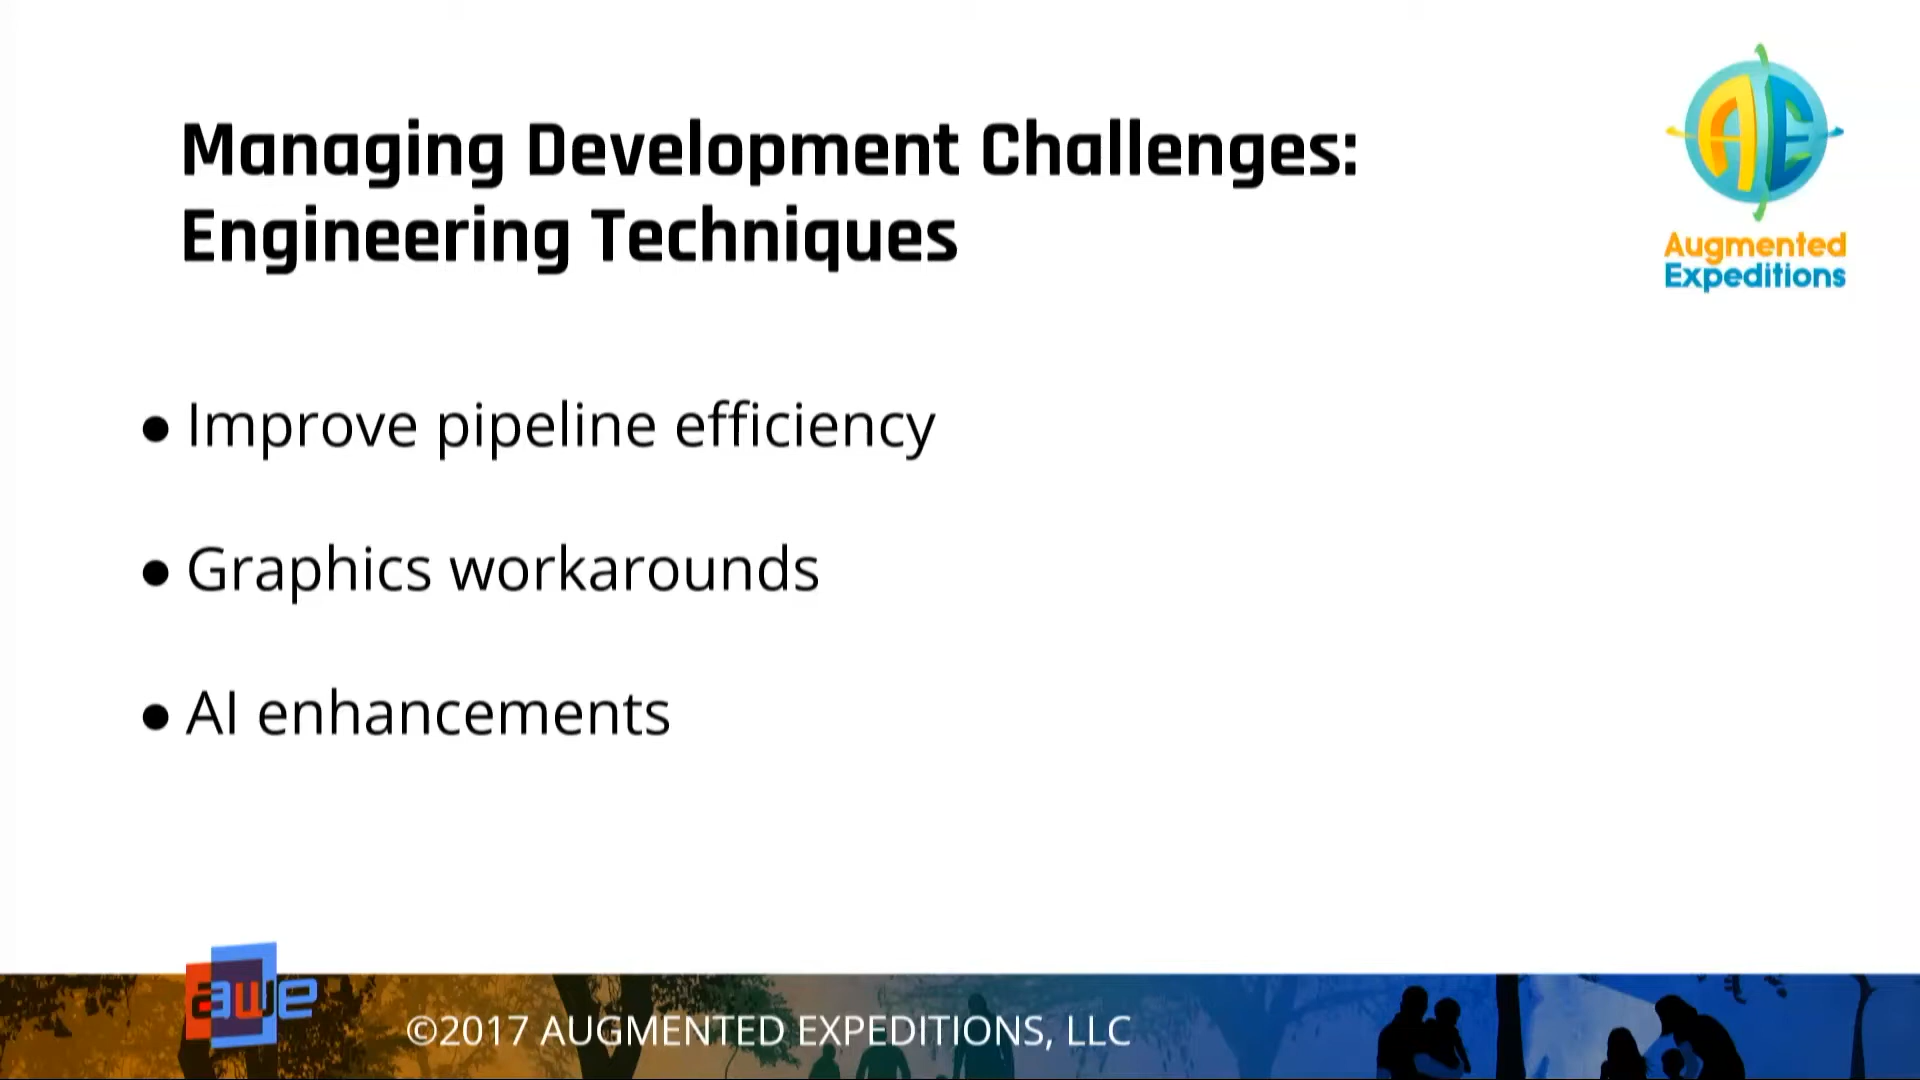 Managing Development Challenges:
Engineering Techniques
AE
Augmented
Expeditions
● Improve pipeline efficiency
● Graphics workarounds
● AI enhancements
awe
©2017 AUGMENTED EXPEDITIONS, LLC